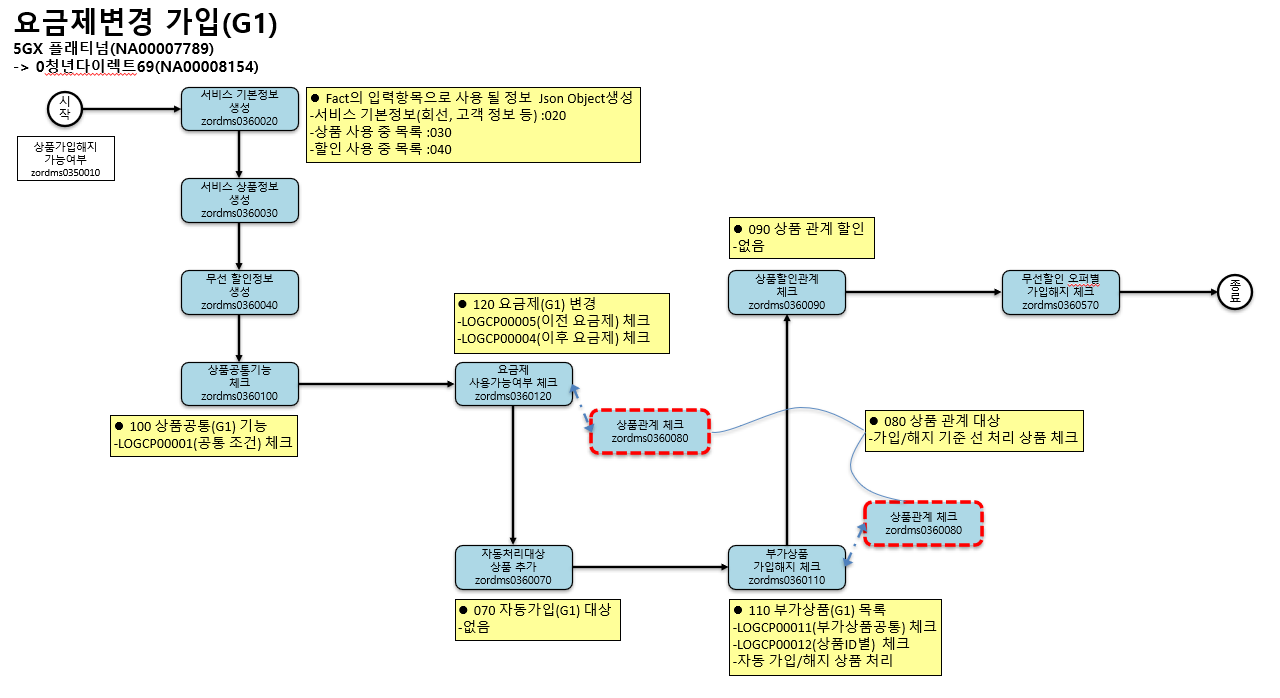 요금제변경 가입(G1)
5GX 플래티넘(NA00007789)
-> 0청년다이렉트69(NA00008154)
시
작
상품가입해지
가능여부
zordms0350010
서비스 기본정보
생성
zordms0360020
● Fact의 입력항목으로 사용 될 정보  Json Object생성
-서비스 기본정보(회선, 고객 정보 등) :020
-상품 사용 중 목록 :030
-할인 사용 중 목록 :040
서비스 상품정보
생성
zordms0360030
무선 할인정보
생성
zordms0360040
상품공통기능
체크
zordms0360100
● 100 상품공통(G1) 기능
-LOGCP00001(공통 조건) 체크
● 120 요금제(G1) 변경
-LOGCP00005(이전 요금제) 체크
-LOGCP00004(이후 요금제) 체크
요금제
사용가능여부 체크
zordms0360120
상품관계 체크
zordms0360080
● 080 상품 관계 대상
-가입/해지 기준 선 처리 상품 체크
상품관계 체크
zordms0360080
자동처리대상
상품 추가
zordms0360070
● 070 자동가입(G1) 대상
-없음
부가상품
가입해지 체크
zordms0360110
● 110 부가상품(G1) 목록
-LOGCP00011(부가상품공통) 체크
-LOGCP00012(상품ID별)  체크
-자동 가입/해지 상품 처리
● 090 상품 관계 할인
-없음
상품할인관계
체크
zordms0360090
무선할인 오퍼별
가입해지 체크
zordms0360570
종
료